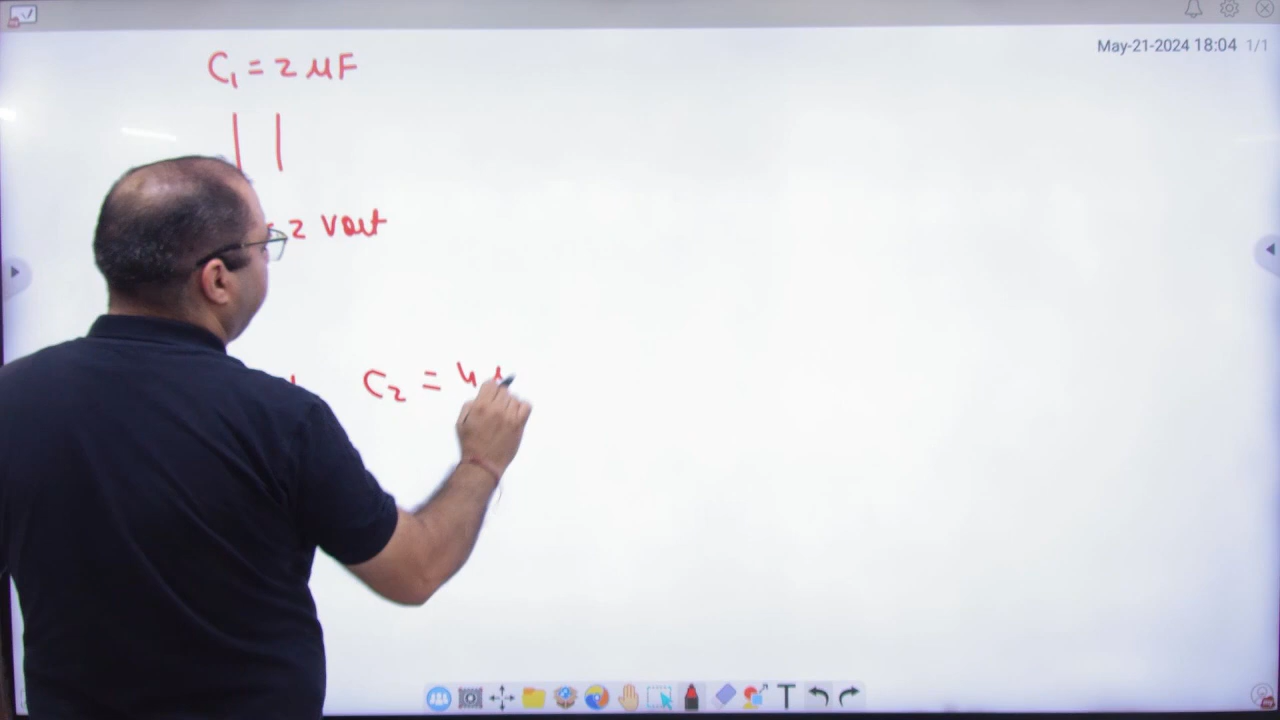 May-21-2024 18:04 1/1
C₁ = 2 μF
2 Volt
C₂ = 4
T